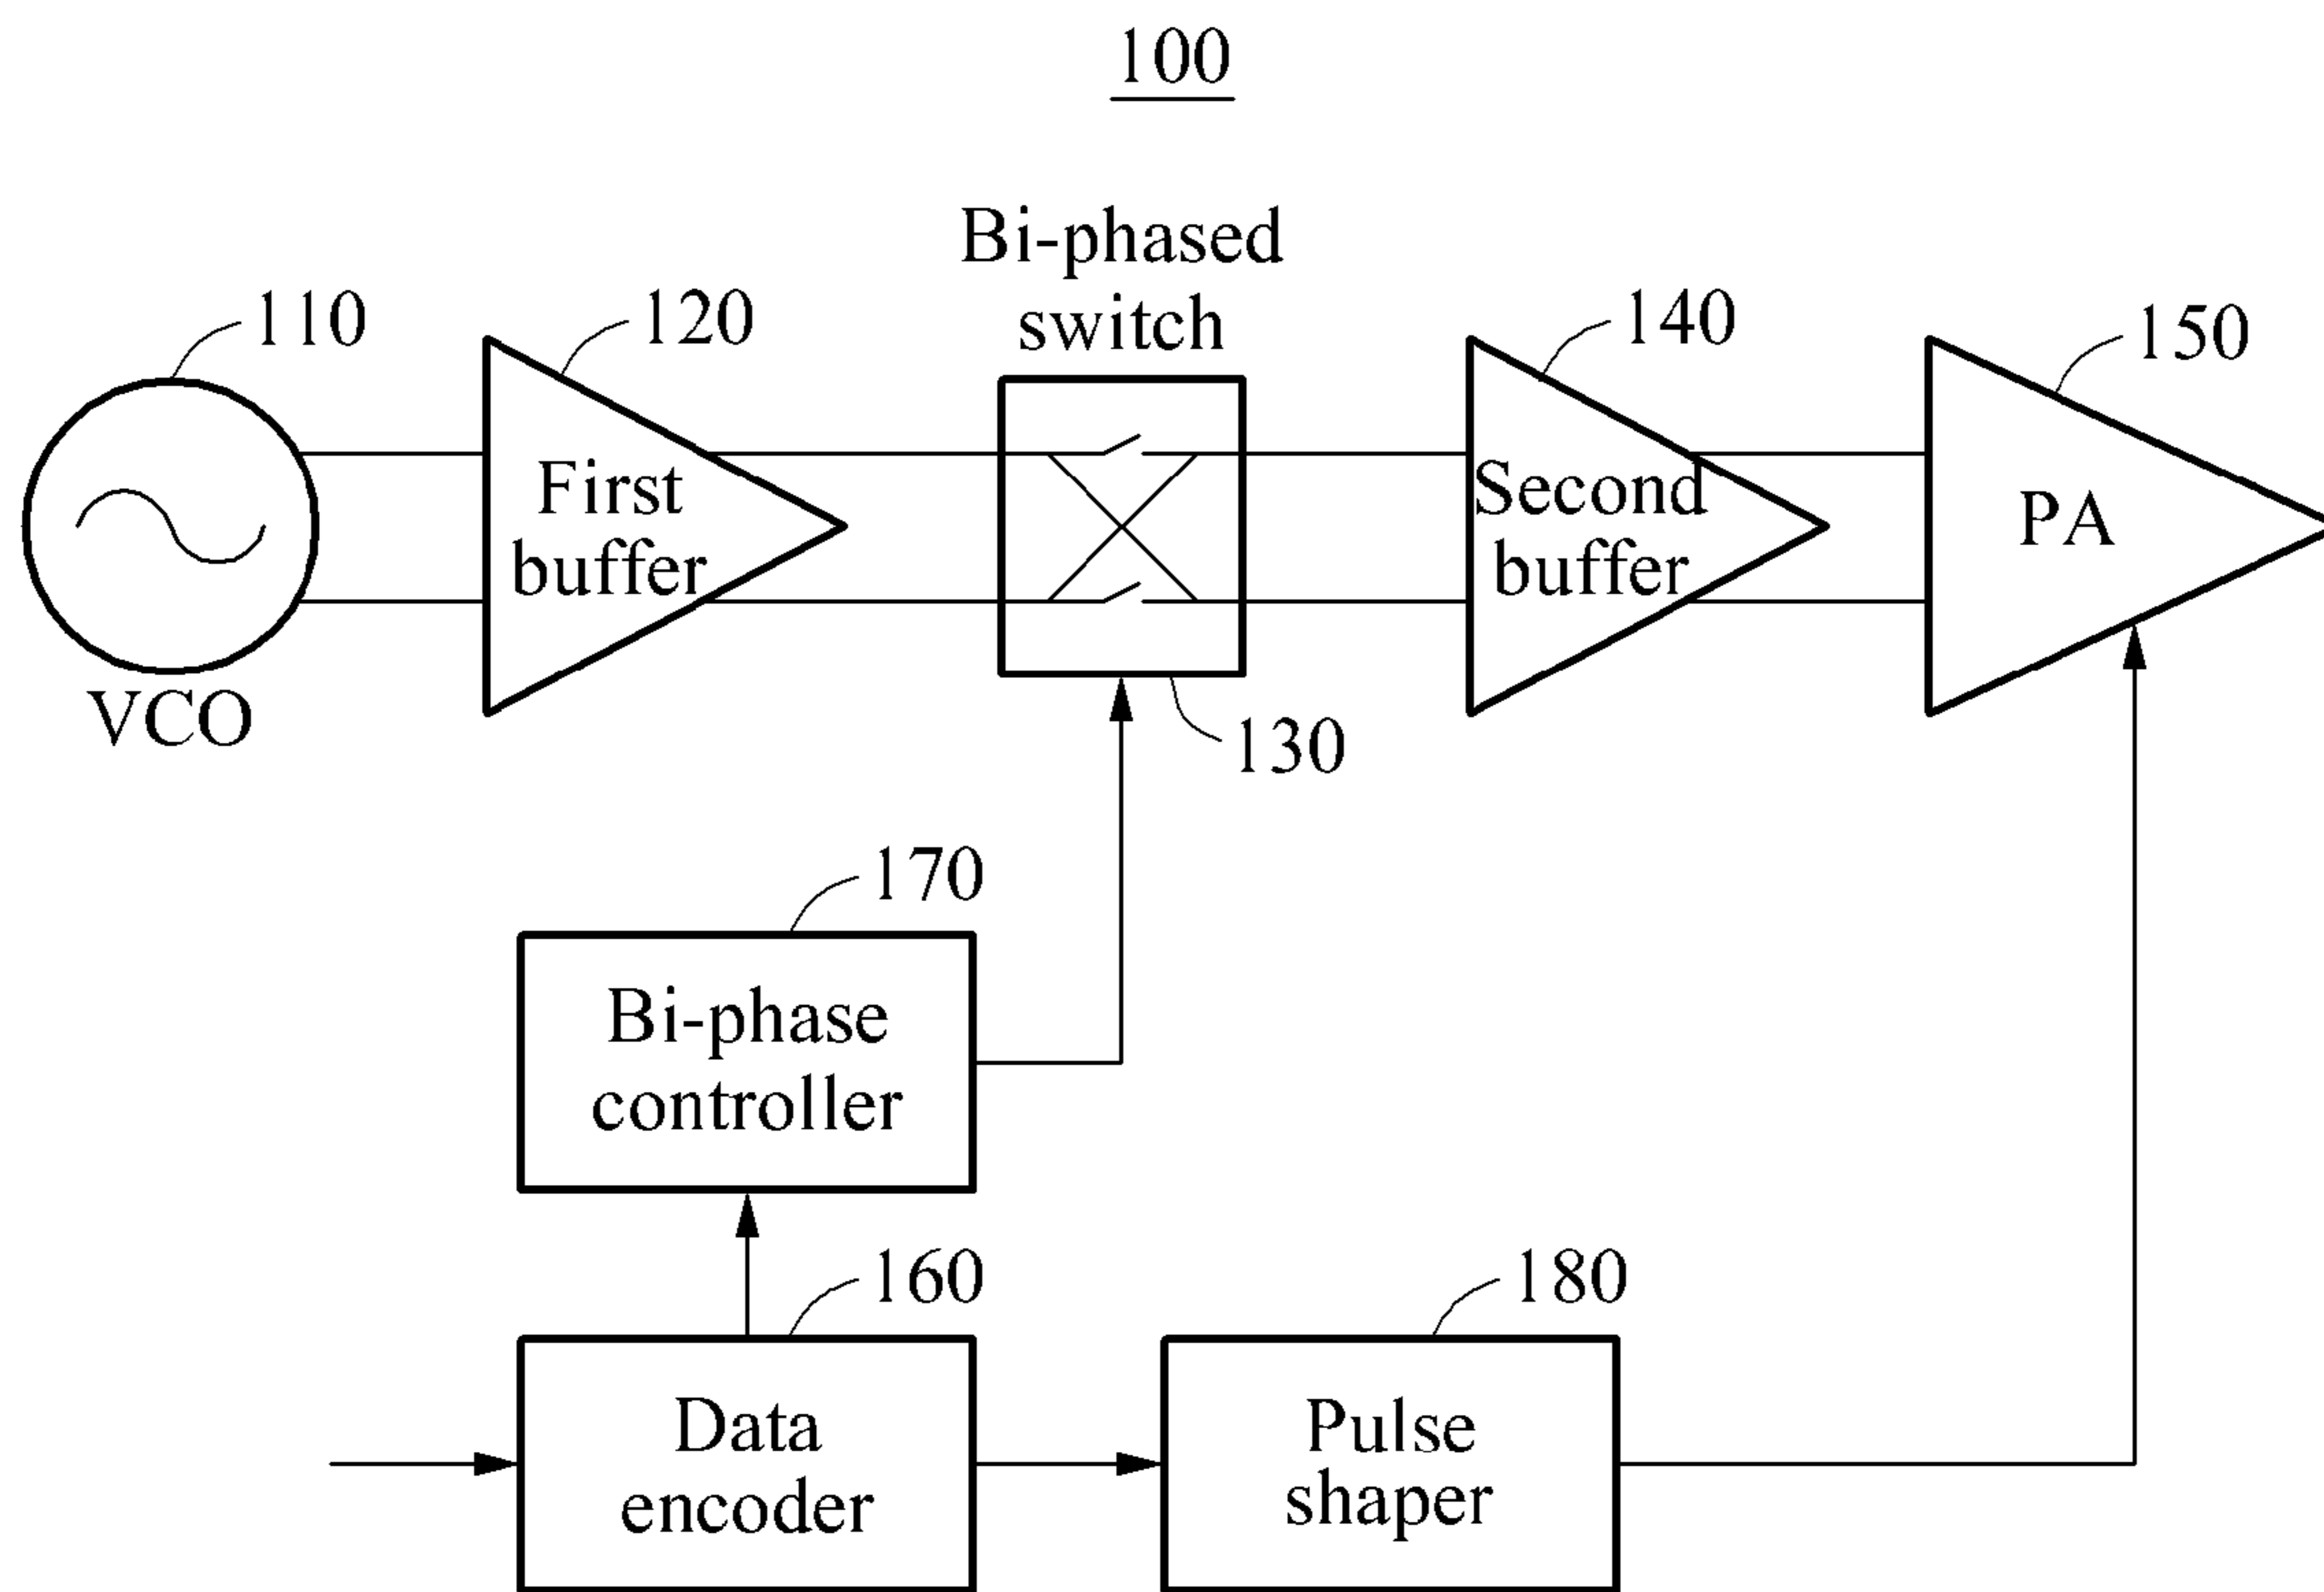 100
Bi-phased
switch
110
120
140
150
First
buffer
Second
buffer
PA
VCO
130
170
Bi-phase
controller
160
180
Data
encoder
Pulse
shaper